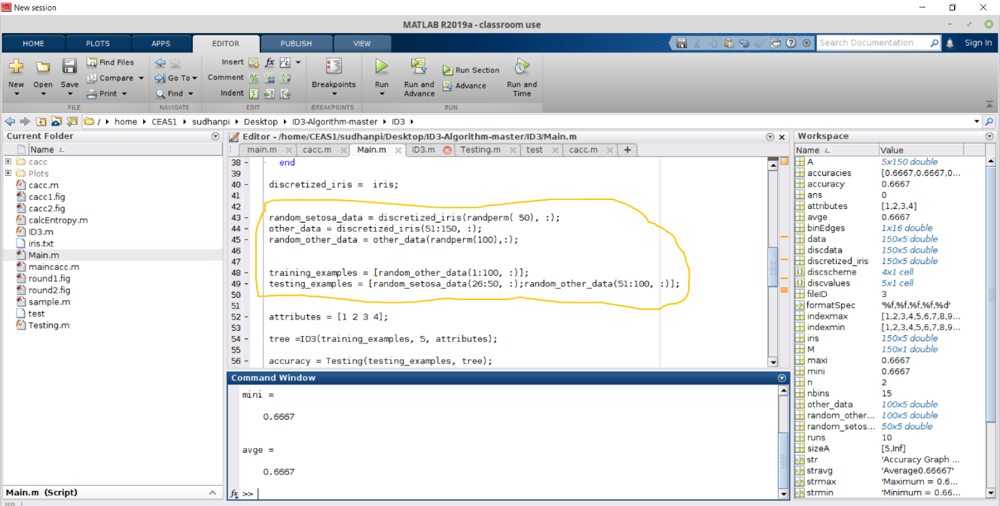 New session
MATLAB R2019a - classroom use
HOME PLOTS APPS EDITOR PUBLISH VIEW Search Documentation Sign In
New Open Save Find Files Compare Print
Go To Find
Insert Comment Indent
Breakpoints
Run Run and Advance Run Section Advance Run and Time
FILE NAVIGATE EDIT BREAKPOINTS RUN
/ home CEAS1 sudhanpi Desktop ID3-Algorithm-master ID3
Current Folder
Name
cacc
Plots
cacc.m
cacc1.fig
cacc2.fig
calcEntropy.m
ID3.m
iris.txt
Main.m
maincacc.m
round1.fig
round2.fig
sample.m
test
Testing.m
Main.m (Script)
Editor - /home/CEAS1/sudhanpi/Desktop/ID3-Algorithm-master/ID3/Main.m
main.m cacc.m Main.m ID3.m Testing.m test cacc.m +
38 - end
39
40 - discretized_iris = iris;
41
42
43 - random_setosa_data = discretized_iris(randperm( 50), :);
44 - other_data = discretized_iris(51:150, :);
45 - random_other_data = other_data(randperm(100),:);
46
47
48 - training_examples = [random_other_data(1:100, :)];
49 - testing_examples = [random_setosa_data(26:50, :);random_other_data(51:100, :)];
50
51
52 - attributes = [1 2 3 4];
53
54 - tree =ID3(training_examples, 5, attributes);
55
56 - accuracy = Testing(testing_examples, tree);
Command Window
mini =
0.6667
avge =
0.6667
fx >>
Workspace
Name Value
A 5x150 double
accuracies [0.6667,0.6667,0...
accuracy 0.6667
ans 0
attributes [1,2,3,4]
avge 0.6667
binEdges 1x16 double
data 150x5 double
discdata 150x5 double
discretized_iris 150x5 double
discscheme 4x1 cell
discvalues 5x1 cell
fileID 3
formatSpec '%f,%f,%f,%f,%d'
indexmax [1,2,3,4,5,6,7,8,9...
indexmin [1,2,3,4,5,6,7,8,9...
iris 150x5 double
M 150x1 double
maxi 0.6667
mini 0.6667
n 2
nbins 15
other_data 100x5 double
random_other... 100x5 double
random_setos... 50x5 double
runs 10
sizeA [5,Inf]
str 'Accuracy Graph ...
stravg 'Average0.66667'
strmax 'Maximum = 0.6...
strmin 'Minimum = 0.66...